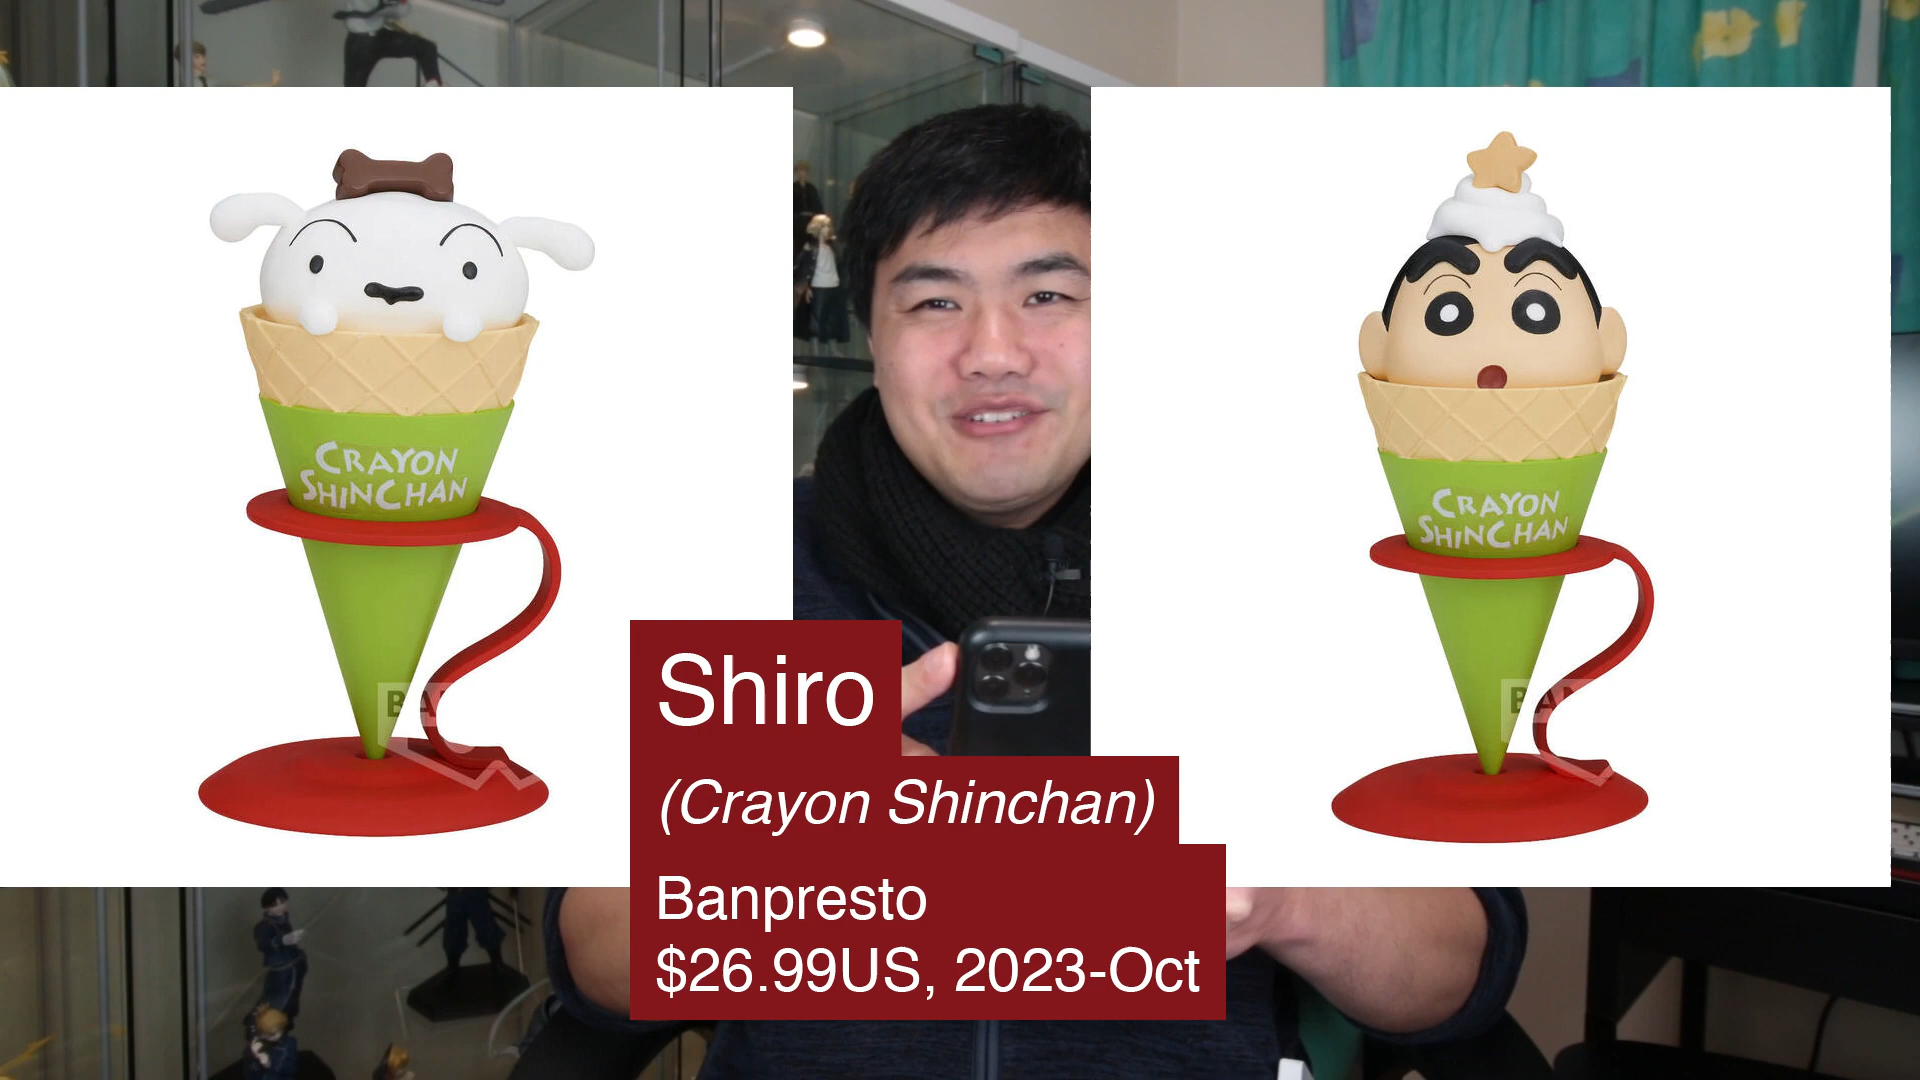 CRAYON
SHINCHAN
CRAYON
SHINCHAN
Shiro
(Crayon Shinchan)
Banpresto
$26.99US, 2023-Oct